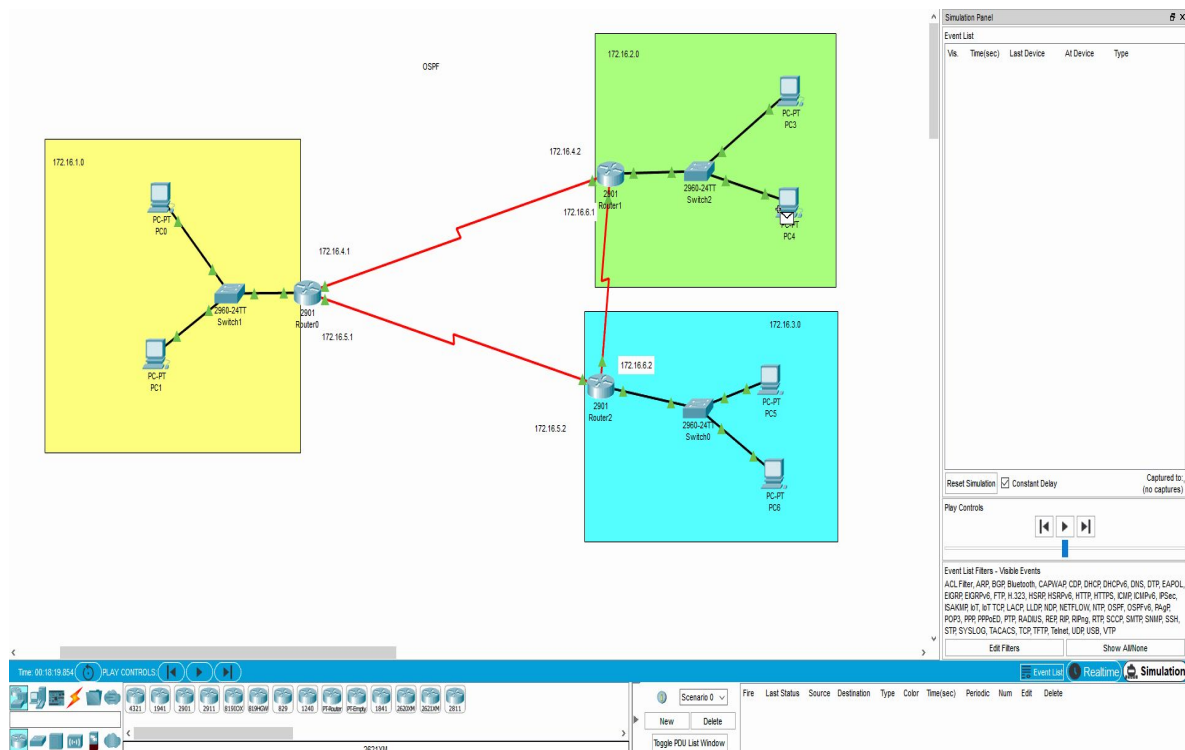 Simulation Panel
Event List
Vis. Time(sec) Last Device At Device Type
OSPF
172.16.2.0
PC-PT
PC3
172.16.4.2
2901
Router1
2960-24TT
Switch2
172.16.6.1
PC-PT
PC4
172.16.1.0
PC-PT
PC0
172.16.4.1
2960-24TT
Switch1
2901
Router0
172.16.5.1
PC-PT
PC1
172.16.3.0
172.16.6.2
2901
Router2
PC-PT
PC5
2960-24TT
Switch0
172.16.5.2
PC-PT
PC6
Reset Simulation Constant Delay Captured to:
(no captures)
Play Controls
Event List Filters - Visible Events
ACL Filter, ARP, BGP, Bluetooth, CAPWAP, CDP, DHCP, DHCPv6, DNS, DTP, EAPOL,
EIGRP, EIGRPv6, FTP, H.323, HSRP, HSRPv6, HTTP, HTTPS, ICMP, ICMPv6, IPSec,
ISAKMP, IoT, IoT TCP, LACP, LLDP, NDP, NETFLOW, NTP, OSPF, OSPFv6, PAgP,
POP3, PPP, PPPoED, PTP, RADIUS, REP, RIP, RIPng, RTP, SCCP, SMTP, SNMP, SSH,
STP, SYSLOG, TACACS, TCP, TFTP, Telnet, UDP, USB, VTP
Edit Filters Show All/None
Time: 00:18:19.854 PLAY CONTROLS: Event List Realtime Simulation
4321 1941 2901 2911 819IOX 819HGW 829 1240 PT-Router PT-Empty 1841 2620XM 2621XM 2811
2621XM
Scenario 0
New Delete
Toggle PDU List Window
Fire Last Status Source Destination Type Color Time(sec) Periodic Num Edit Delete